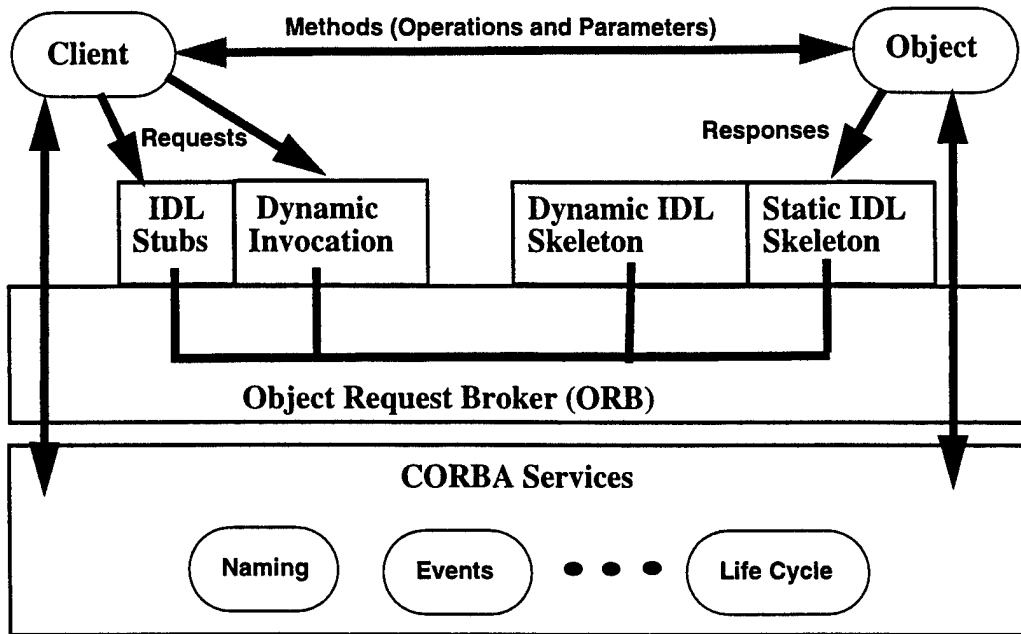 Methods (Operations and Parameters)
Client
Object
Requests
Responses
IDL
Stubs
Dynamic
Invocation
Dynamic IDL
Skeleton
Static IDL
Skeleton
Object Request Broker (ORB)
CORBA Services
Naming
Events
Life Cycle